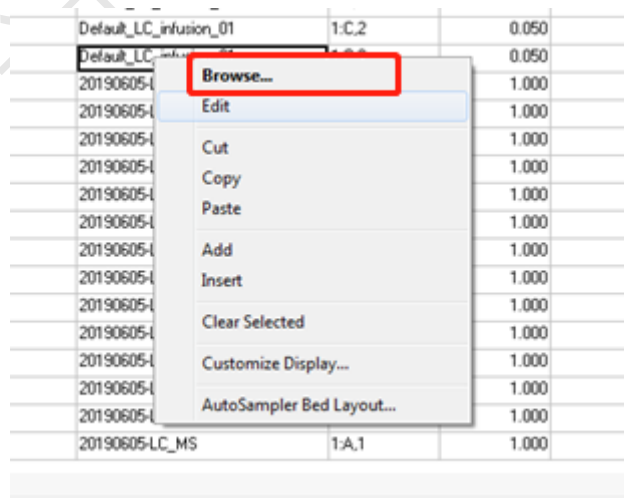 Default_LC_infusion_01 1:C,2 0.050
0.050
Browse...
1.000
Edit
1.000
Cut
1.000
Copy
1.000
Paste
1.000
1.000
Add
1.000
Insert
1.000
1.000
Clear Selected
1.000
Customize Display...
1.000
1.000
AutoSampler Bed Layout...
1.000
20190605-LC_MS 1:A,1 1.000